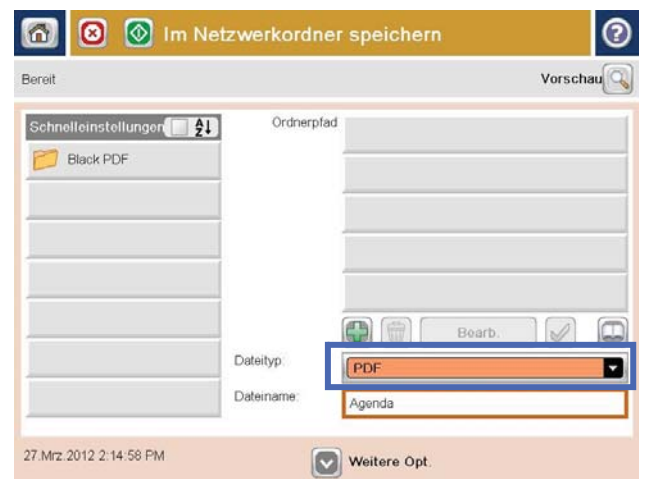 Im Netzwerkordner speichern
Bereit
Vorschau
Schnelleinstellungen
Ordnerpfad
Black PDF
Bearb.
Dateityp:
PDF
Dateiname:
Agenda
27.Mrz.2012 2:14:58 PM
Weitere Opt.